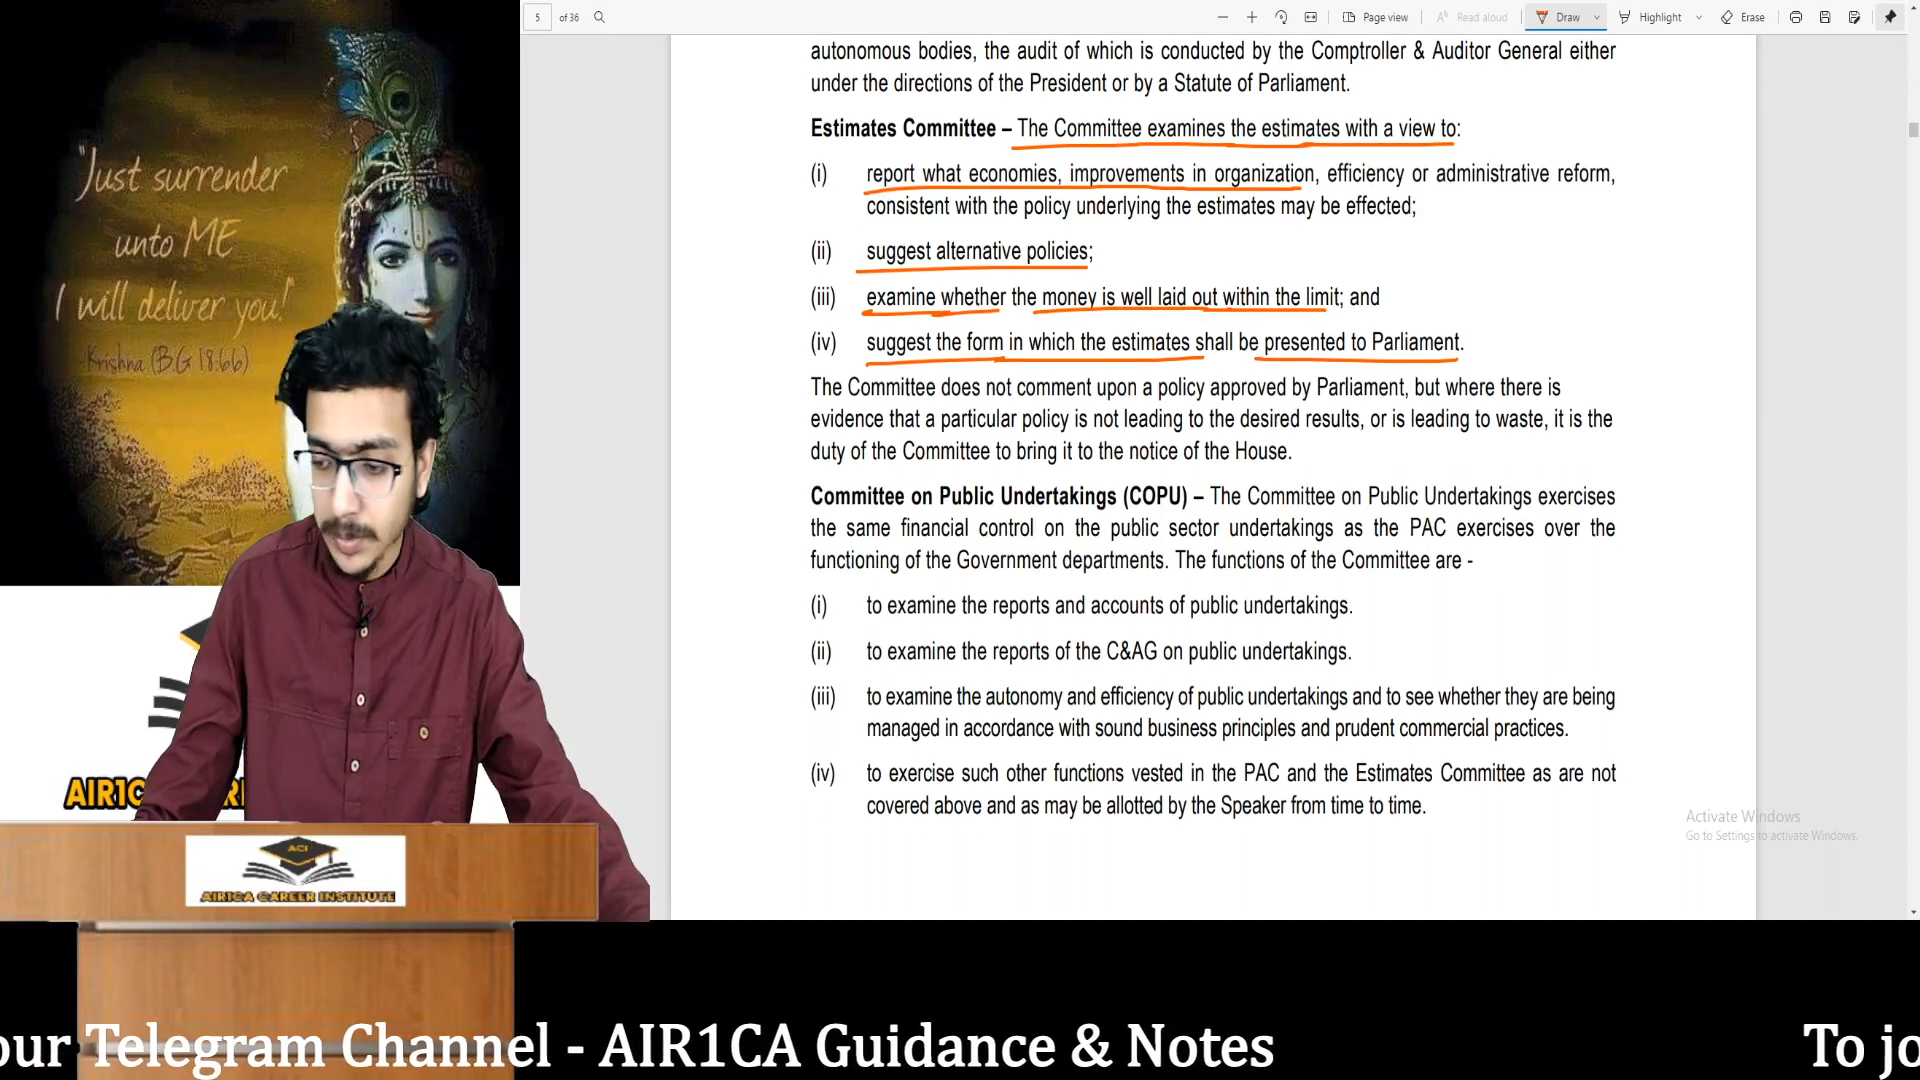 5 of 36
Page view
Read aloud
Draw
Highlight
Erase
autonomous bodies, the audit of which is conducted by the Comptroller & Auditor General either
under the directions of the President or by a Statute of Parliament.
Estimates Committee – The Committee examines the estimates with a view to:
(i) report what economies, improvements in organization, efficiency or administrative reform,
consistent with the policy underlying the estimates may be effected;
(ii) suggest alternative policies;
(iii) examine whether the money is well laid out within the limit; and
(iv) suggest the form in which the estimates shall be presented to Parliament.
The Committee does not comment upon a policy approved by Parliament, but where there is
evidence that a particular policy is not leading to the desired results, or is leading to waste, it is the
duty of the Committee to bring it to the notice of the House.
Committee on Public Undertakings (COPU) – The Committee on Public Undertakings exercises
the same financial control on the public sector undertakings as the PAC exercises over the
functioning of the Government departments. The functions of the Committee are -
(i) to examine the reports and accounts of public undertakings.
(ii) to examine the reports of the C&AG on public undertakings.
(iii) to examine the autonomy and efficiency of public undertakings and to see whether they are being
managed in accordance with sound business principles and prudent commercial practices.
(iv) to exercise such other functions vested in the PAC and the Estimates Committee as are not
covered above and as may be allotted by the Speaker from time to time.
Activate Windows
Go to Settings to activate Windows.
"Just surrender
unto ME
I will deliver you!"
-Krishna (B.G 18:66)
AIR1C
ACI
AIR1CA CAREER INSTITUTE
our Telegram Channel - AIR1CA Guidance & Notes
To jo